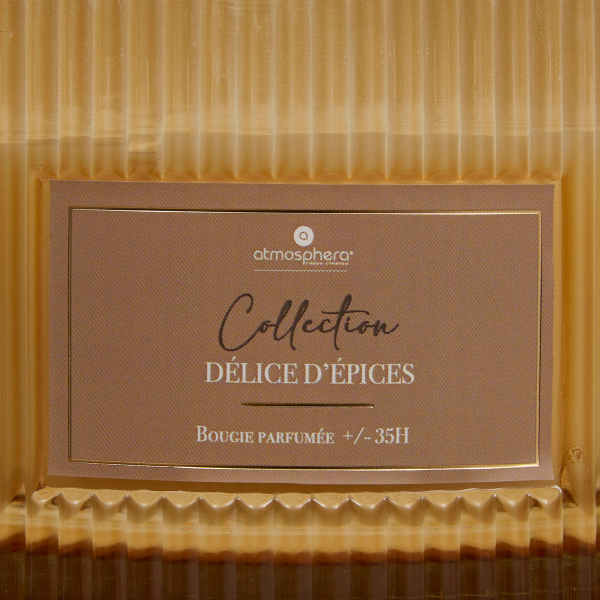 a
atmosphera®
Collection
DÉLICE D'ÉPICES
BOUGIE PARFUMÉE +/- 35H